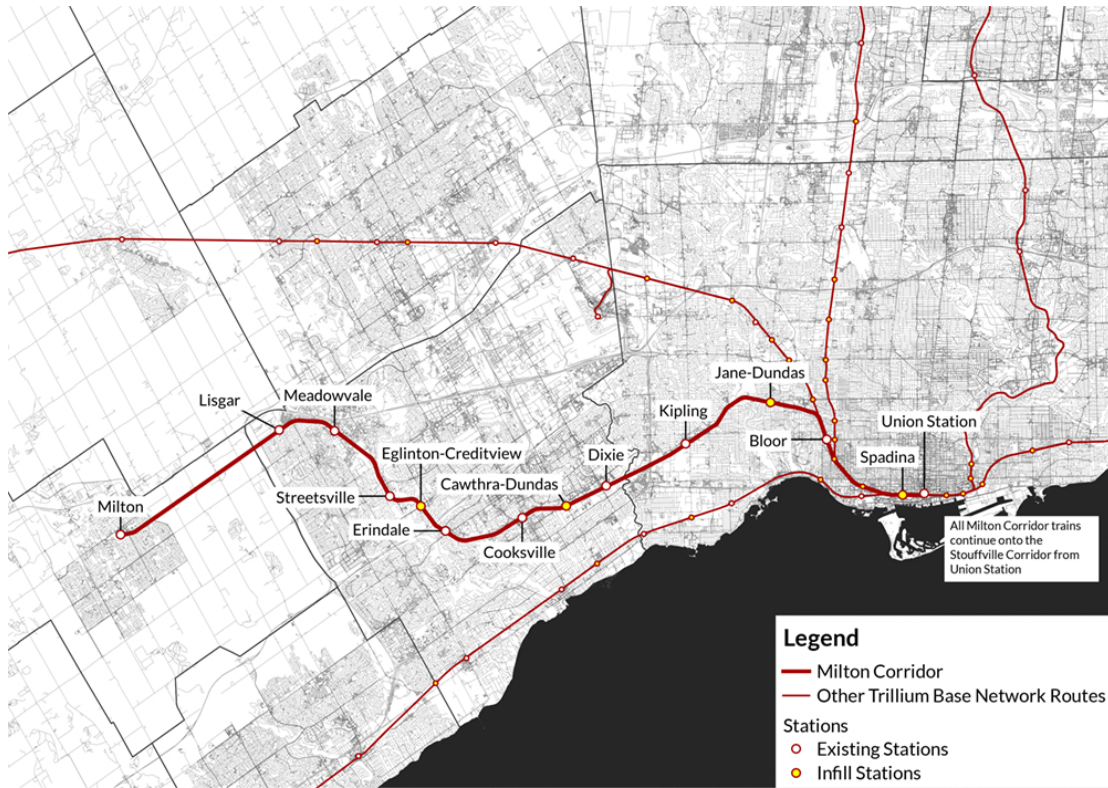 Jane-Dundas
Lisgar
Meadowvale
Kipling
Union Station
Bloor
Eglinton-Creditview
Spadina
Dixie
Cawthra-Dundas
Streetsville
Milton
Erindale
Cooksville
All Milton Corridor trains
continue onto the
Stouffville Corridor from
Union Station
Legend
Milton Corridor
Other Trillium Base Network Routes
Stations
Existing Stations
Infill Stations